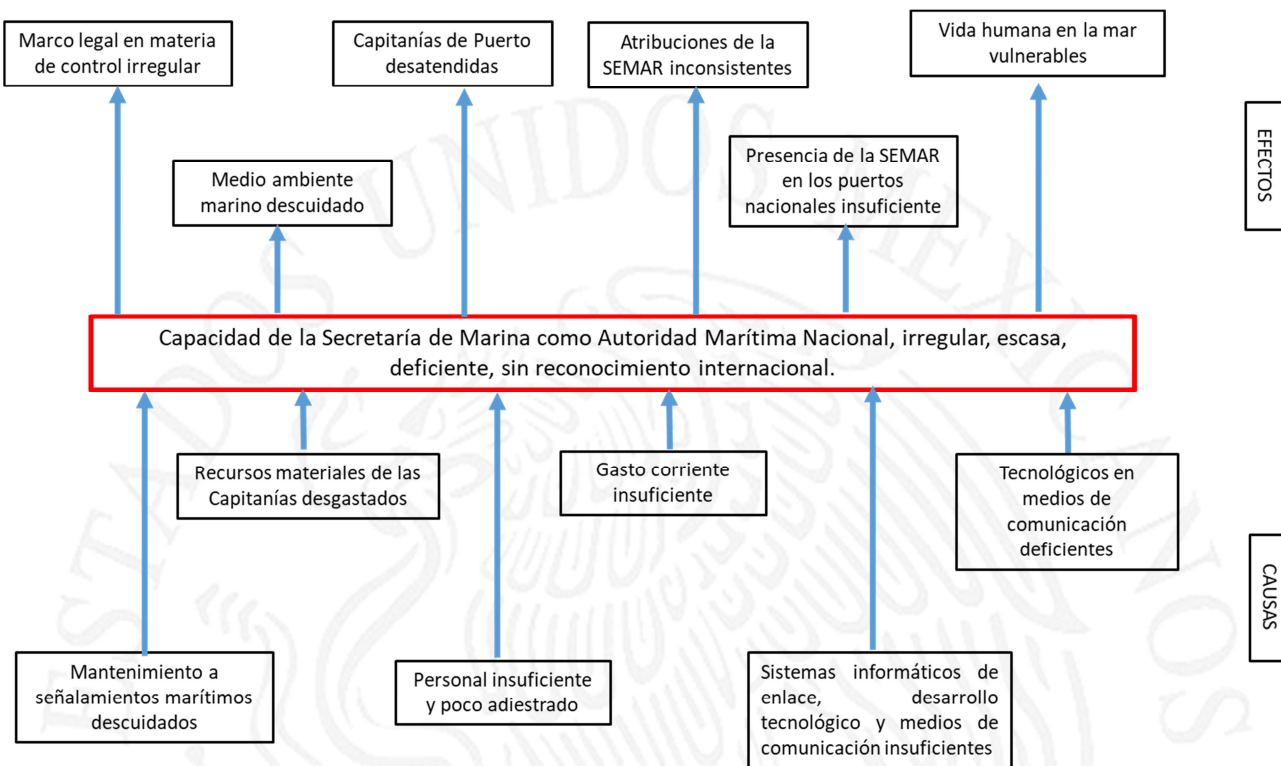 Marco legal en materia
de control irregular
Capitanías de Puerto
desatendidas
Atribuciones de la
SEMAR inconsistentes
Vida humana en la mar
vulnerables
EFECTOS
Medio ambiente
marino descuidado
Presencia de la SEMAR
en los puertos
nacionales insuficiente
Capacidad de la Secretaría de Marina como Autoridad Marítima Nacional, irregular, escasa,
deficiente, sin reconocimiento internacional.
Recursos materiales de las
Capitanías desgastados
Gasto corriente
insuficiente
Tecnológicos en
medios de
comunicación
deficientes
CAUSAS
Mantenimiento a
señalamientos marítimos
descuidados
Personal insuficiente
y poco adiestrado
Sistemas informáticos de
enlace, desarrollo
tecnológico y medios de
comunicación insuficientes
ESTADOS UNIDOS MEXICANOS